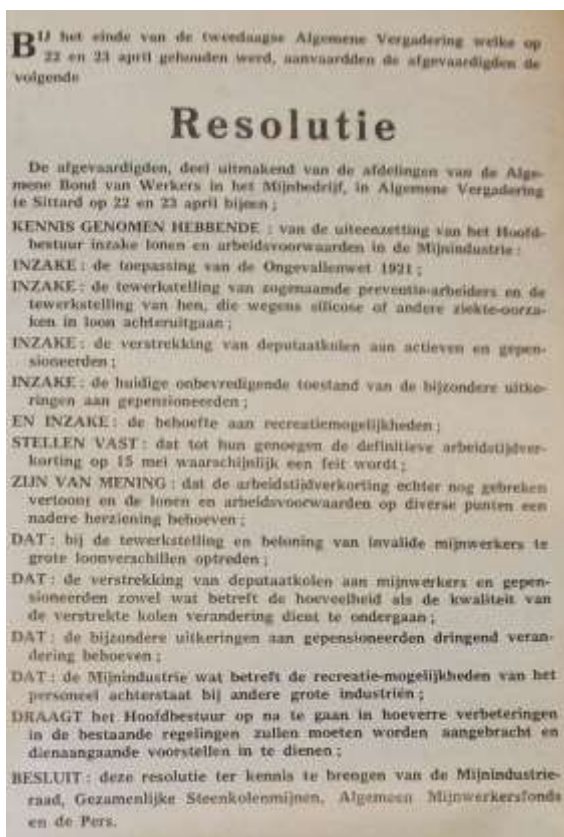 BIJ het einde van de tweedaagse Algemene Vergadering welke op
22 en 23 april gehouden werd, aanvaardden de afgevaardigden de
volgende
Resolutie
De afgevaardigden, deel uitmakend van de afdelingen van de Alge-
mene Bond van Werkers in het Mijnbedrijf, in Algemene Vergadering
te Sittard op 22 en 23 april bijeen ;
KENNIS GENOMEN HEBBENDE : van de uiteenzetting van het Hoofd-
bestuur inzake lonen en arbeidsvoorwaarden in de Mijnindustrie :
INZAKE : de toepassing van de Ongevallenwet 1921 ;
INZAKE : de tewerkstelling van zogenaamde preventie-arbeiders en de
tewerkstelling van hen, die wegens silicose of andere ziekte-oorza-
ken in loon achteruitgaan ;
INZAKE : de verstrekking van deputaatkolen aan actieven en gepen-
sioneerden ;
INZAKE : de huidige onbevredigende toestand van de bijzondere uitke-
ringen aan gepensioneerden ;
EN INZAKE : de behoefte aan recreatiemogelijkheden ;
STELLEN VAST : dat tot hun genoegen de definitieve arbeidstijdver-
korting op 15 mei waarschijnlijk een feit wordt ;
ZIJN VAN MENING : dat de arbeidstijdverkorting echter nog gebreken
vertoont en de lonen en arbeidsvoorwaarden op diverse punten een
nadere herziening behoeven ;
DAT : bij de tewerkstelling en beloning van invalide mijnwerkers te
grote loonverschillen optreden ;
DAT : de verstrekking van deputaatkolen aan mijnwerkers en gepen-
sioneerden zowel wat betreft de hoeveelheid als de kwaliteit van
de verstrekte kolen verandering dient te ondergaan ;
DAT : de bijzondere uitkeringen aan gepensioneerden dringend veran-
dering behoeven ;
DAT : de Mijnindustrie wat betreft de recreatie-mogelijkheden van het
personeel achterstaat bij andere grote industriën ;
DRAAGT het Hoofdbestuur op na te gaan in hoeverre verbeteringen
in de bestaande regelingen zullen moeten worden aangebracht en
dienaangaande voorstellen in te dienen ;
BESLUIT : deze resolutie ter kennis te brengen van de Mijnindustrie-
raad, Gezamenlijke Steenkolenmijnen, Algemeen Mijnwerkersfonds
en de Pers.